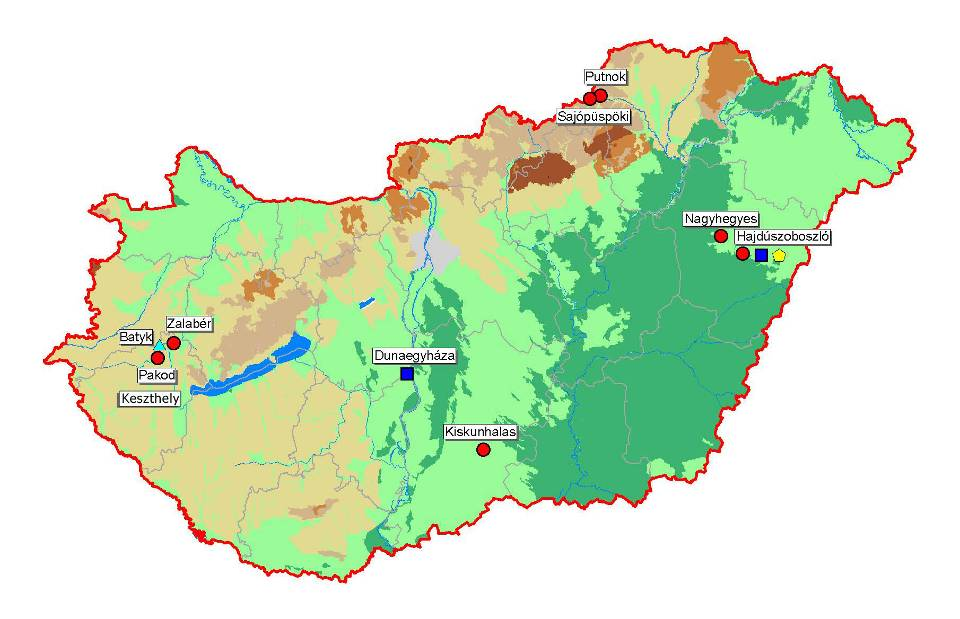 Putnok
Sajópüspöki
Nagyhegyes
Hajdúszoboszló
Zalabér
Batyk
Dunaegyháza
Pakod
Keszthely
Kiskunhalas